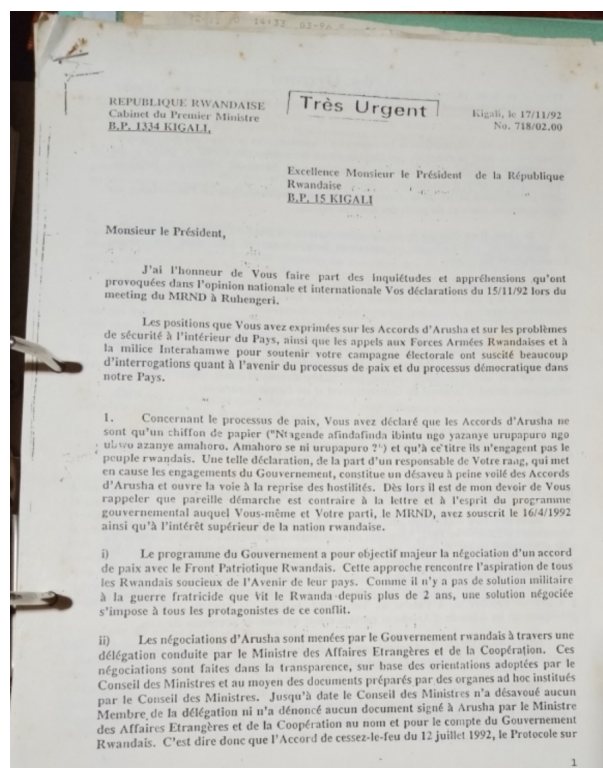 14:33 03-94
REPUBLIQUE RWANDAISE
Cabinet du Premier Ministre
B.P. 1334 KIGALI.
Très Urgent
Kigali, le 17/11/92
No. 718/02.00
Excellence Monsieur le Président de la République
Rwandaise
B.P. 15 KIGALI
Monsieur le Président,
J'ai l'honneur de Vous faire part des inquiétudes et appréhensions qu'ont
provoquées dans l'opinion nationale et internationale Vos déclarations du 15/11/92 lors du
meeting du MRND à Ruhengeri.
Les positions que Vous avez exprimées sur les Accords d'Arusha et sur les problèmes
de sécurité à l'intérieur du Pays, ainsi que les appels aux Forces Armées Rwandaises et à
la milice Interahamwe pour soutenir votre campagne électorale ont suscité beaucoup
d'interrogations quant à l'avenir du processus de paix et du processus démocratique dans
notre Pays.
1. Concernant le processus de paix, Vous avez déclaré que les Accords d'Arusha ne
sont qu'un chiffon de papier ("Ntagende afindafinda ibintu ngo yazanye urupapuro ngo
ubwo azanye amahoro. Amahoro se ni urupapuro ?") et qu'à ce titre ils n'engagent pas le
peuple rwandais. Une telle déclaration, de la part d'un responsable de Votre rang, qui met
en cause les engagements du Gouvernement, constitue un désaveu à peine voilé des Accords
d'Arusha et ouvre la voie à la reprise des hostilités. Dès lors il est de mon devoir de Vous
rappeler que pareille démarche est contraire à la lettre et à l'esprit du programme
gouvernemental auquel Vous-même et Votre parti, le MRND, avez souscrit le 16/4/1992
ainsi qu'à l'intérêt supérieur de la nation rwandaise.
i) Le programme du Gouvernement a pour objectif majeur la négociation d'un accord
de paix avec le Front Patriotique Rwandais. Cette approche rencontre l'aspiration de tous
les Rwandais soucieux de l'Avenir de leur pays. Comme il n'y a pas de solution militaire
à la guerre fratricide que Vit le Rwanda depuis plus de 2 ans, une solution négociée
s'impose à tous les protagonistes de ce conflit.
ii) Les négociations d'Arusha sont menées par le Gouvernement rwandais à travers une
délégation conduite par le Ministre des Affaires Etrangères et de la Coopération. Ces
négociations sont faites dans la transparence, sur base des orientations adoptées par le
Conseil des Ministres et au moyen des documents préparés par des organes ad hoc institués
par le Conseil des Ministres. Jusqu'à date le Conseil des Ministres n'a désavoué aucun
Membre de la délégation ni n'a dénoncé aucun document signé à Arusha par le Ministre
des Affaires Etrangères et de la Coopération au nom et pour le compte du Gouvernement
Rwandais. C'est dire donc que l'Accord de cessez-le-feu du 12 juillet 1992, le Protocole sur
1